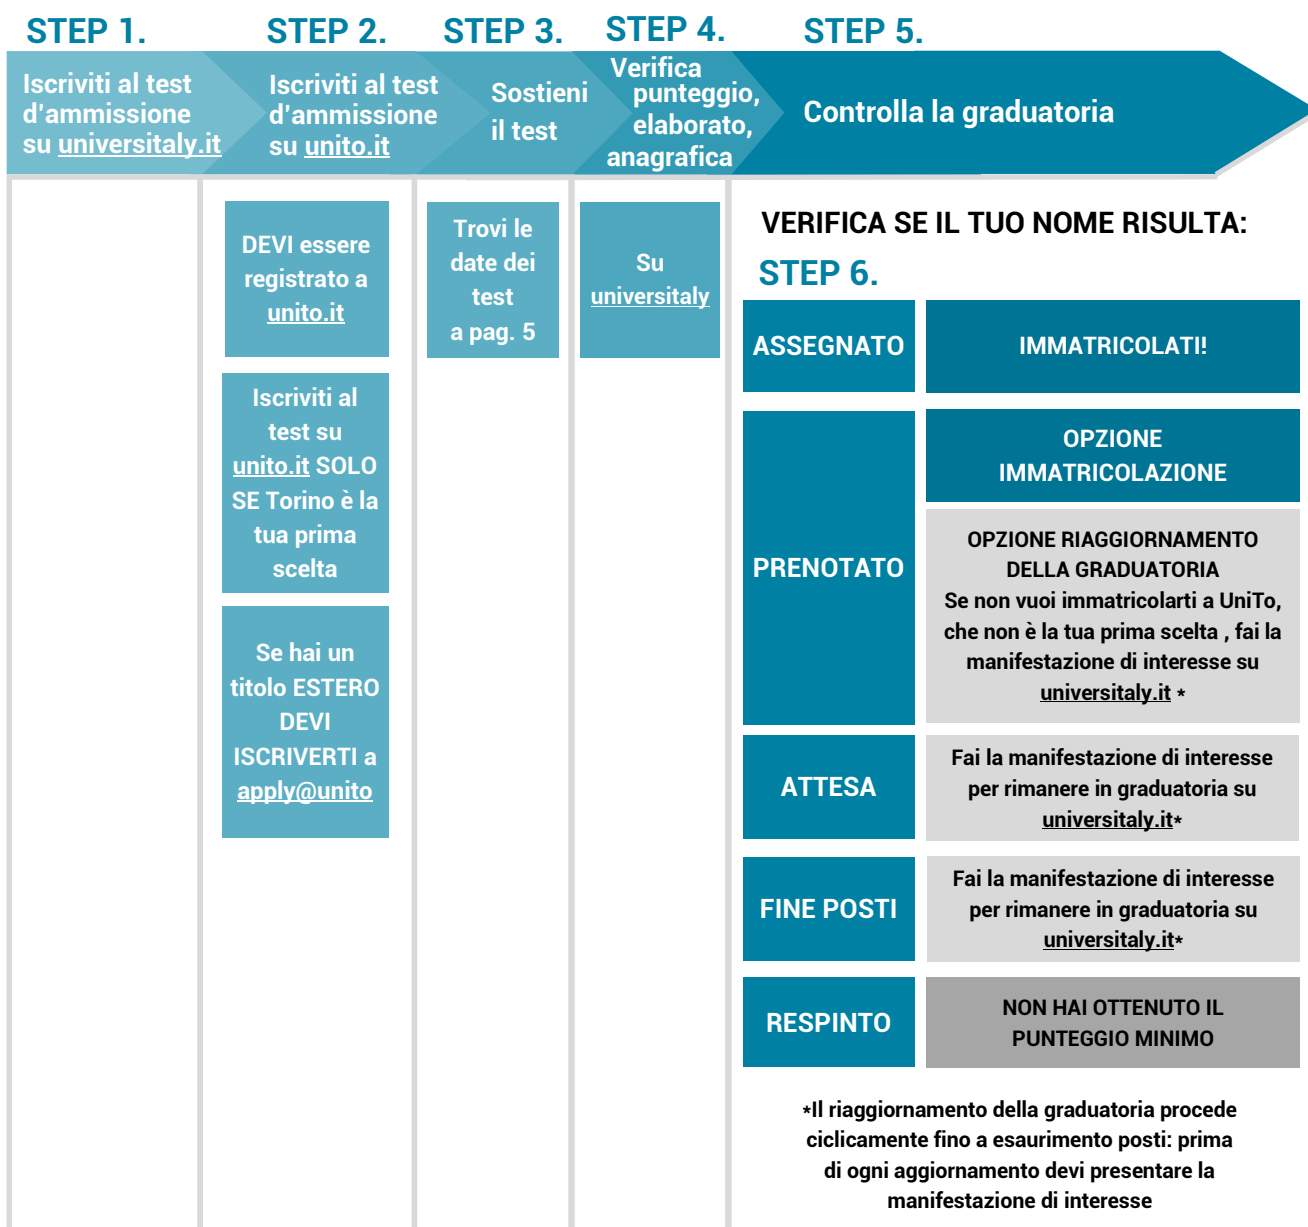 STEP 1.
Iscriviti al test
d'ammissione
su universitaly.it
STEP 2.
Iscriviti al test
d'ammissione
su unito.it
DEVI essere
registrato a
unito.it
Iscriviti al
test su
unito.it SOLO
SE Torino è la
tua prima
scelta
Se hai un
titolo ESTERO
DEVI
ISCRIVERTI a
apply@unito
STEP 3.
Sostieni
il test
Trovi le
date dei
test
a pag. 5
STEP 4.
Verifica
punteggio,
elaborato,
anagrafica
Su
universitaly
STEP 5.
Controlla la graduatoria
VERIFICA SE IL TUO NOME RISULTA:
STEP 6.
ASSEGNATO
IMMATRICOLATI!
PRENOTATO
OPZIONE
IMMATRICOLAZIONE
OPZIONE RIAGGIORNAMENTO
DELLA GRADUATORIA
Se non vuoi immatricolarti a UniTo,
che non è la tua prima scelta , fai la
manifestazione di interesse su
universitaly.it *
ATTESA
Fai la manifestazione di interesse
per rimanere in graduatoria su
universitaly.it*
FINE POSTI
Fai la manifestazione di interesse
per rimanere in graduatoria su
universitaly.it*
RESPINTO
NON HAI OTTENUTO IL
PUNTEGGIO MINIMO
*Il riaggiornamento della graduatoria procede
ciclicamente fino a esaurimento posti: prima
di ogni aggiornamento devi presentare la
manifestazione di interesse